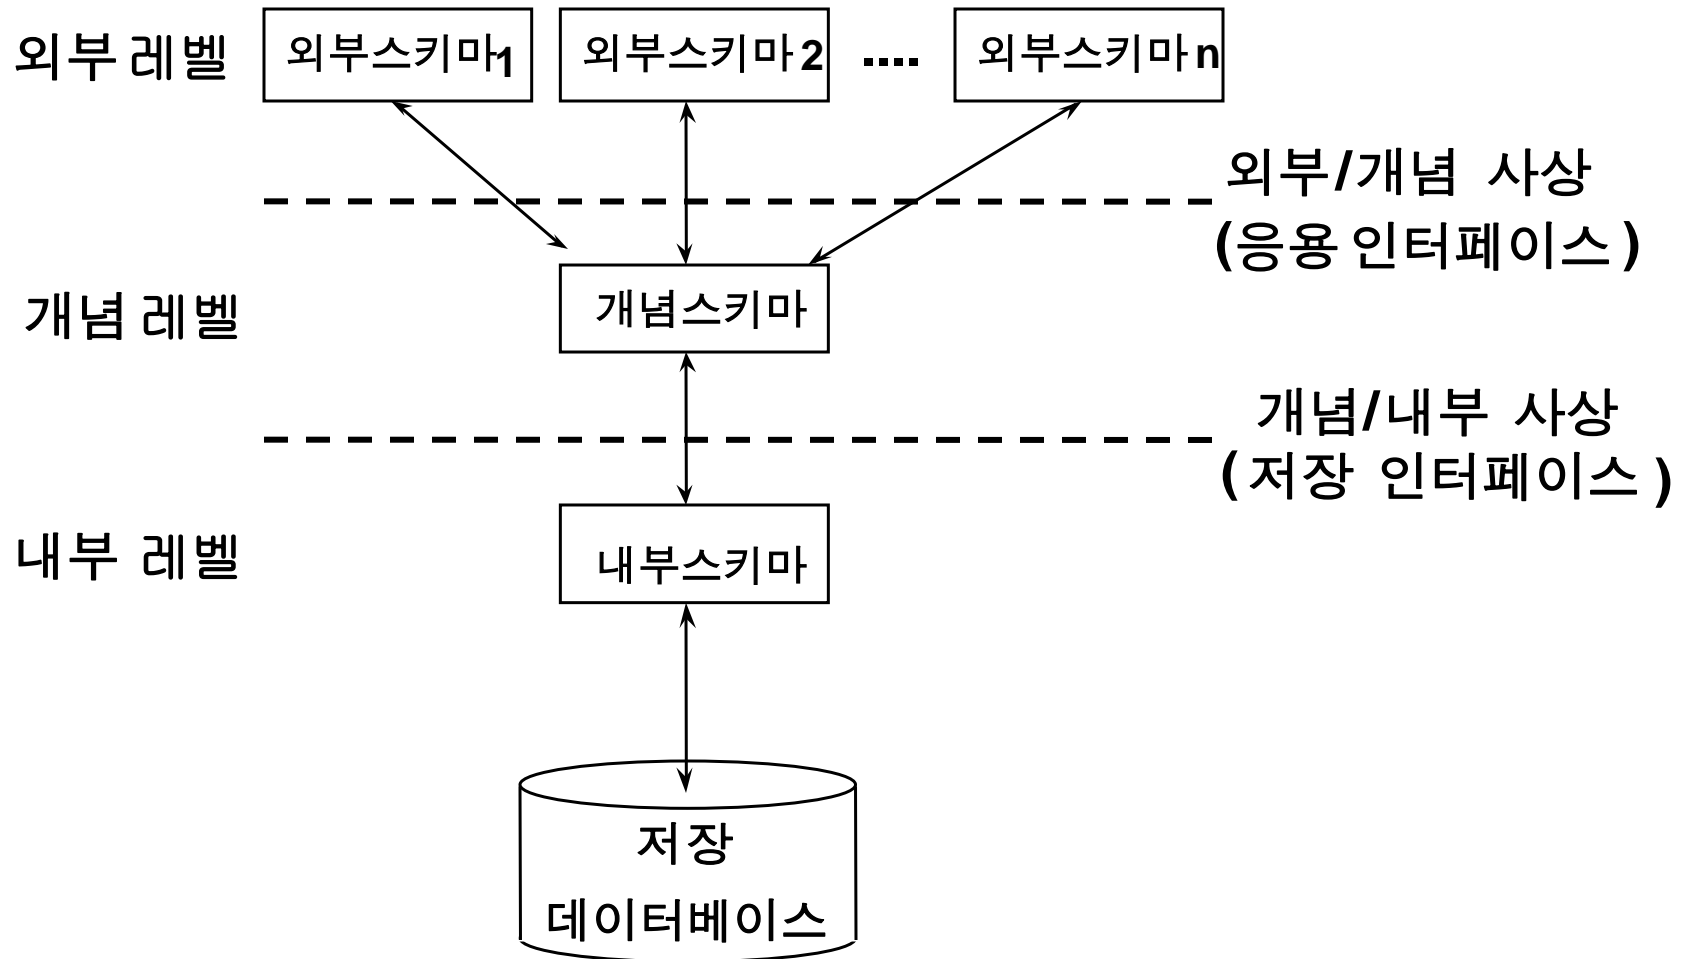 외부 레벨
외부스키마1
외부스키마2
....
외부스키마n
외부/개념 사상
(응용 인터페이스)
개념 레벨
개념스키마
개념/내부 사상
(저장 인터페이스)
내부 레벨
내부스키마
저장
데이터베이스